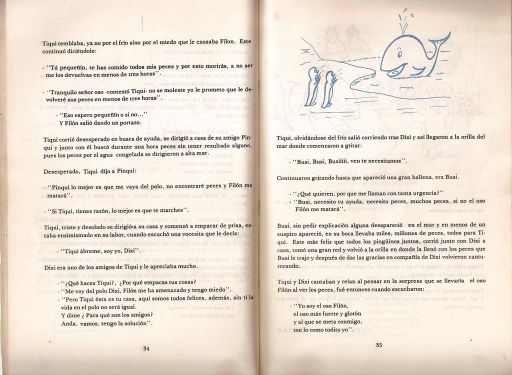 Tiqui temblaba, ya no por el frío sino por el miedo que le causaba Filon. Este
continuó diciéndole:
- "Tú pequeñín, te has comido todos mis peces y por esto morirás, a no ser
me los devuelvas en menos de tres horas".
- "Tranquilo señor oso -contestó Tiqui- no se moleste yo le prometo que le de-
volveré sus peces en menos de tres horas".
- "Eso espero pequeñín o si no..."
Y Filón salió dando un portazo.
Tiqui corrió desesperado en busca de ayuda, se dirigió a casa de su amigo Pin-
qui y junto con él buscó durante una hora peces sin tener resultado alguno,
pues los peces por el agua congelada se dirigieron a alta mar.
Desesperado, Tiqui dijo a Pinqui:
- "Pinqui lo mejor es que me vaya del polo, no encontraré peces y Filón me
matará".
- "Si Tiqui, tienes razón, lo mejor es que te marches".
Tiqui, triste y desolado se dirigiría su casa y comenzó a empacar de prisa, es-
taba ensimismado en su labor, cuando escuchó una vocesita que le decía:
- "Tiqui ábreme, soy yo, Dixi".
Dixi era uno de los amigos de Tiqui y le apreciaba mucho.
- "¿Qué haces Tiqui?, ¿Por qué empacas tus cosas?
- "Me voy del polo Dixi, Filón me ha amenazado y tengo miedo".
- "Pero Tiqui ésta es tu casa, aquí somos todos felices, además, sin tí la
vida en el polo no será igual.
Y dime ¿Para qué son los amigos?
Anda, vamos, tengo la solución".
34
Tiqui, olvidándose del frío salió corriendo tras Dixi y así llegaron a la orilla del
mar donde comenzaron a gritar:
- "Busi, Busi, Busiiii, ven te necesitamos".
Continuaron gritando hasta que apareció una gran ballena, era Busi.
- "¿Qué quieren, por que me llaman con tanta urgencia?"
- "Busi, necesito tu ayuda, necesito peces, muchos peces, si no el oso
Filón me matará".
Busi, sin pedir explicación alguna desapareció en el mar y en menos de un
suspiro apareció, en su boca llevaba miles, millones de peces, todos para Ti-
qui. Este más feliz que todos los pingüinos juntos, corrió junto con Dixi a
casa, tomó una gran red y volvió a la orilla en donde la llenó con los peces que
Busi le trajo y después de dar las gracias en compañía de Dixi volvieron cantu-
rreando.
Tiqui y Dixi cantaban y reían al pensar en la sorpresa que se llevaría el oso
Filón al ver los peces, fué entonces cuando escucharon:
- "Yo soy el oso Filón,
el oso más fuerte y glotón
y al que se meta conmigo,
me lo como todito yo".
35